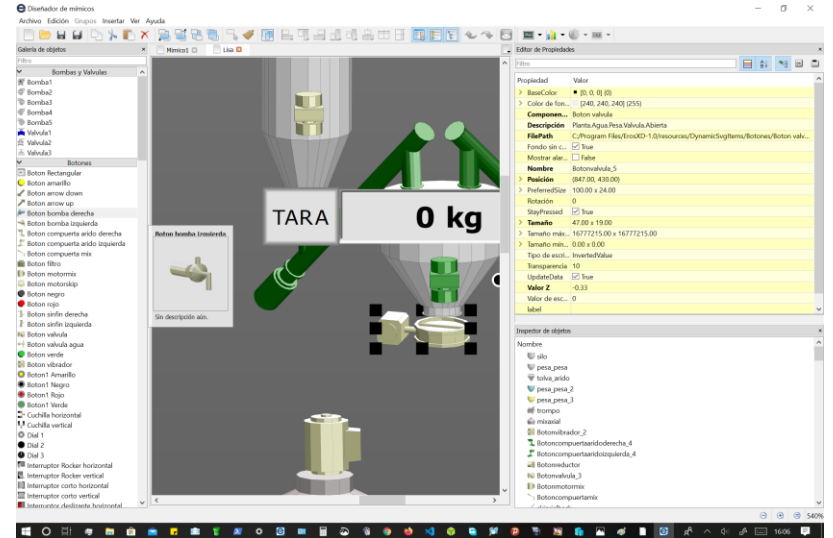 Diseñador de mímicos
Archivo Edición Grupos Insertar Ver Ayuda
Galería de objetos
Filtro
Bombas y Valvulas
Bomba1
Bomba2
Bomba3
Bomba4
Bomba5
Valvula1
Valvula2
Valvula3
Botones
Boton Rectangular
Boton amarillo
Boton arrow down
Boton arrow up
Boton bomba derecha
Boton bomba izquierda
Boton compuerta arido derecha
Boton compuerta arido izquierda
Boton compuerta mix
Boton filtro
Boton motormix
Boton motorskip
Boton negro
Boton rojo
Boton sinfin derecha
Boton sinfin izquierda
Boton valvula
Boton valvula agua
Boton verde
Boton vibrador
Boton1 Amarillo
Boton1 Negro
Boton1 Rojo
Boton1 Verde
Cuchilla horizontal
Cuchilla vertical
Dial 1
Dial 2
Dial 3
Interruptor Rocker horizontal
Interruptor Rocker vertical
Interruptor corto horizontal
Interruptor corto vertical
Interruptor deslizante horizontal
Mimico1
Lisa
TARA
0 kg
Boton bomba izquierda
Sin descripción aún.
Editor de Propiedades
Filtro
Propiedad Valor
BaseColor [0, 0, 0] (0)
Color de fon... [240, 240, 240] (255)
Componen... Boton valvula
Descripción Planta.Agua.Pesa.Valvula.Abierta
FilePath C:/Program Files/ErosXD-1.0/resources/DynamicSvgItems/Botones/Boton valv...
Fondo sin c... True
Mostrar alar... False
Nombre Botonvalvula_5
Posición (847.00, 430.00)
PreferredSize 100.00 x 24.00
Rotación 0
StayPressed True
Tamaño 47.00 x 19.00
Tamaño máx... 16777215.00 x 16777215.00
Tamaño mín... 0.00 x 0.00
Tipo de escri... InvertedValue
Transparencia 10
UpdateData True
Valor Z -0.33
Valor de esc... 0
label
Inspector de objetos
Nombre
silo
pesa_pesa
tolva_arido
pesa_pesa_2
pesa_pesa_3
trompo
mixaxial
Botonvibrador_2
Botoncompuertaaridoderecha_4
Botoncompuertaaridoizquierda_4
Botonreductor
Botonvalvula_3
Botonmotormix
Botoncompuertamix
540%
16:06